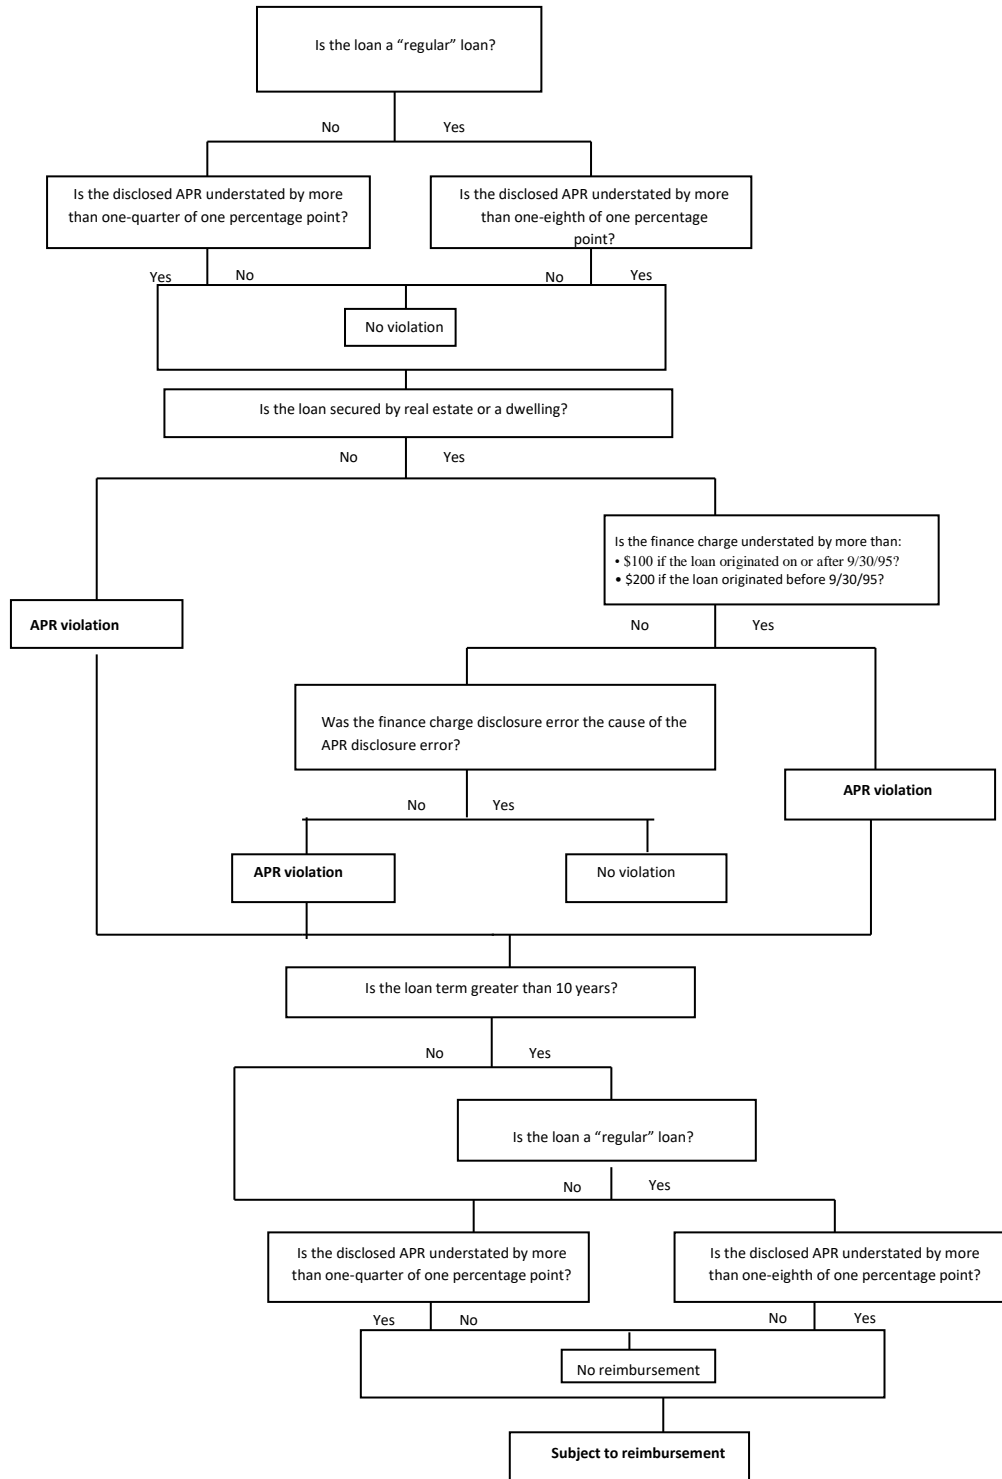 Is the loan a “regular” loan?
No
Yes
Is the disclosed APR understated by more
than one-quarter of one percentage point?
Is the disclosed APR understated by more
than one-eighth of one percentage
point?
Yes
No
No
Yes
No violation
Is the loan secured by real estate or a dwelling?
No
Yes
Is the finance charge understated by more than:
• $100 if the loan originated on or after 9/30/95?
• $200 if the loan originated before 9/30/95?
APR violation
No
Yes
Was the finance charge disclosure error the cause of the
APR disclosure error?
APR violation
No
Yes
APR violation
No violation
Is the loan term greater than 10 years?
No
Yes
Is the loan a “regular” loan?
No
Yes
Is the disclosed APR understated by more
than one-quarter of one percentage point?
Is the disclosed APR understated by more
than one-eighth of one percentage point?
Yes
No
No
Yes
No reimbursement
Subject to reimbursement